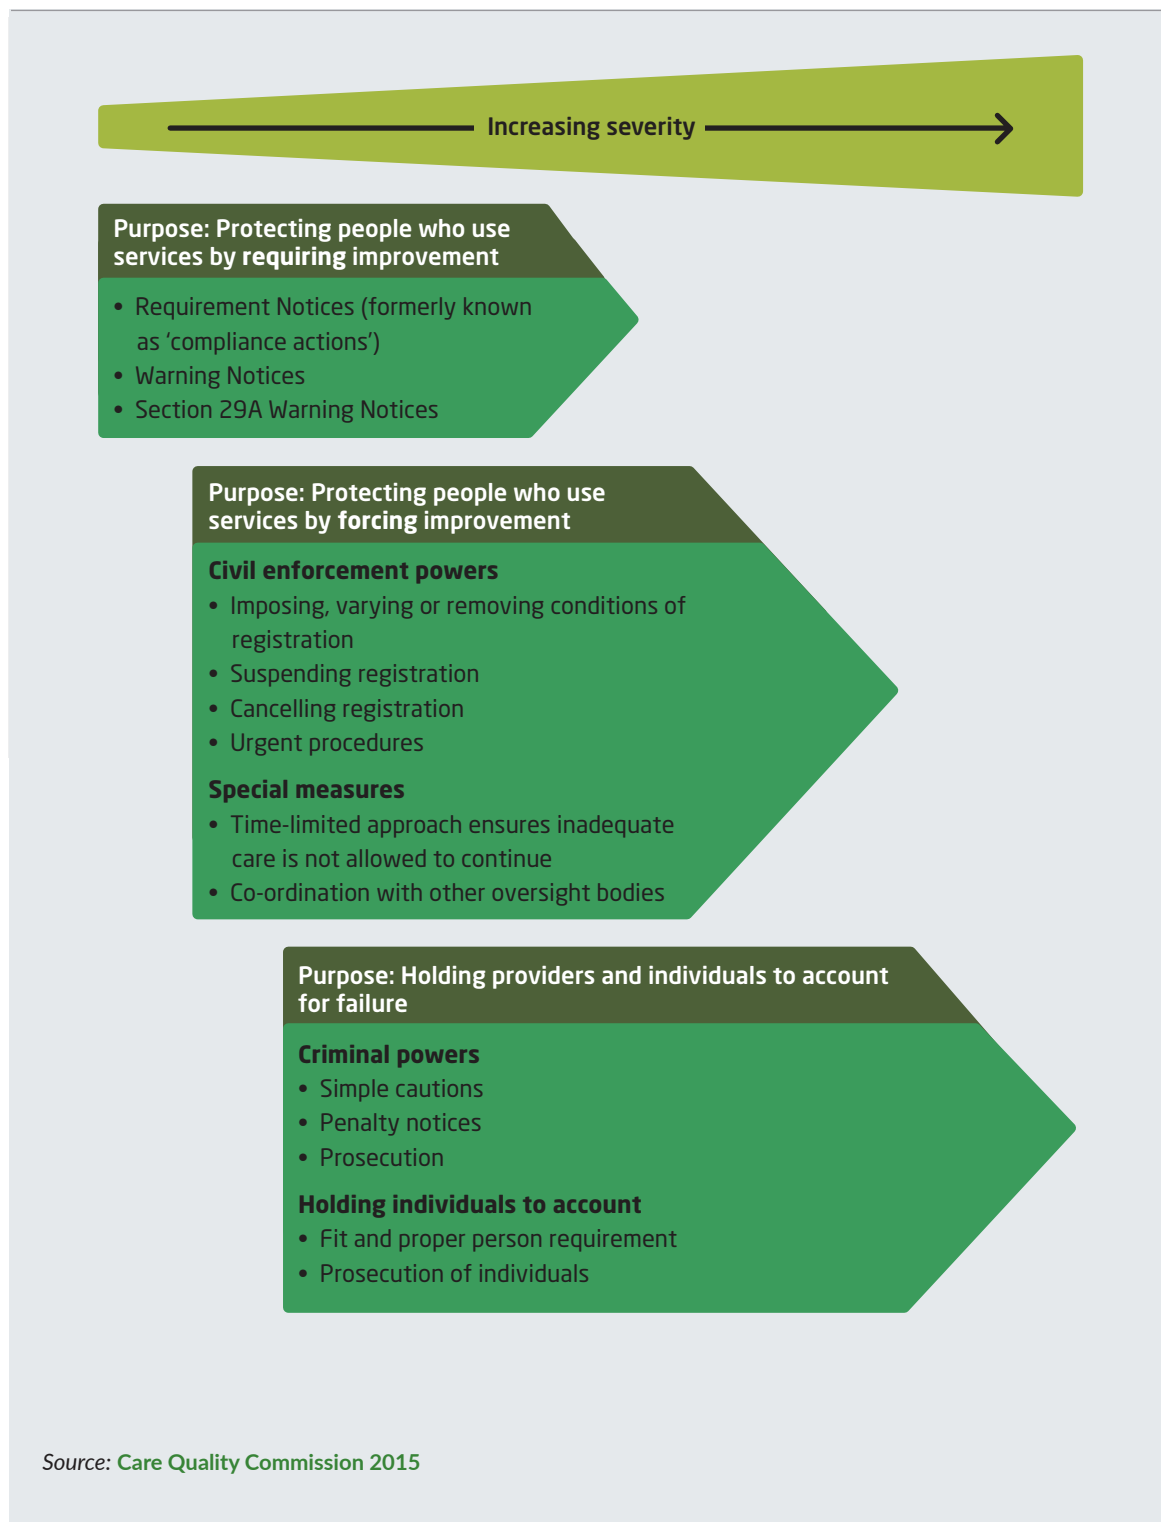 Increasing severity
Purpose: Protecting people who use
services by requiring improvement
• Requirement Notices (formerly known
as ‘compliance actions’)
• Warning Notices
• Section 29A Warning Notices
Purpose: Protecting people who use
services by forcing improvement
Civil enforcement powers
• Imposing, varying or removing conditions of
registration
• Suspending registration
• Cancelling registration
• Urgent procedures
Special measures
• Time-limited approach ensures inadequate
care is not allowed to continue
• Co-ordination with other oversight bodies
Purpose: Holding providers and individuals to account
for failure
Criminal powers
• Simple cautions
• Penalty notices
• Prosecution
Holding individuals to account
• Fit and proper person requirement
• Prosecution of individuals
Source: Care Quality Commission 2015